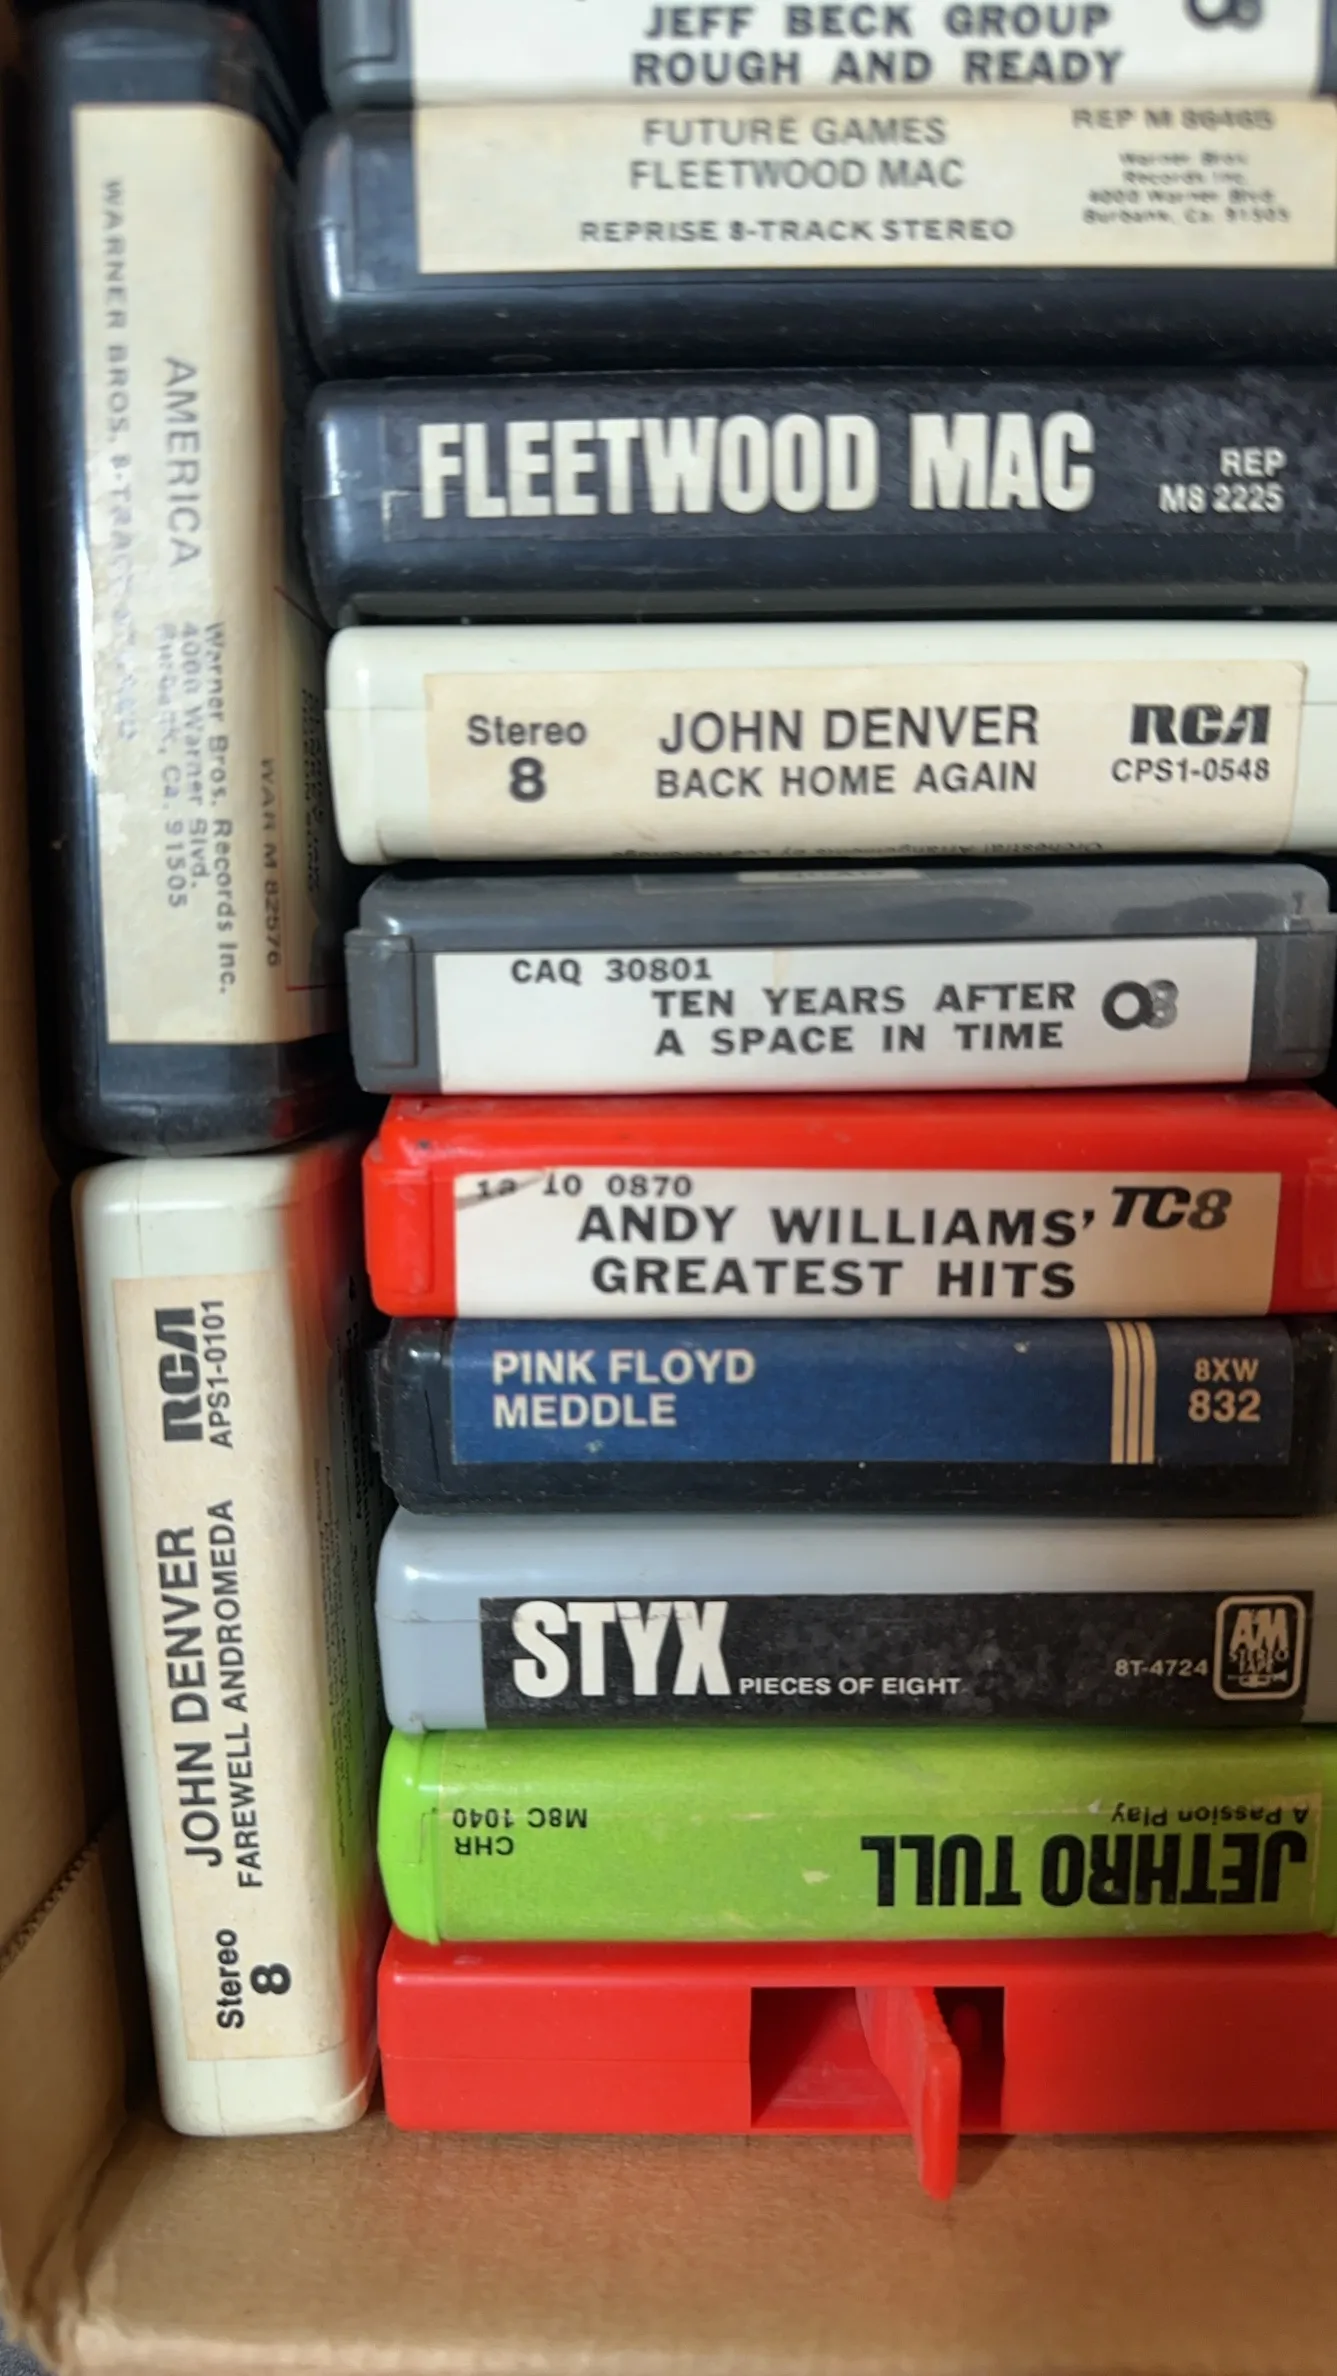 JEFF BECK GROUP
ROUGH AND READY
FUTURE GAMES
FLEETWOOD MAC
REPRISE 8-TRACK STEREO
REP M 86465
Warner Bros.
Records Inc.
4000 Warner Blvd.
Burbank, Ca. 91505
FLEETWOOD MAC
REP
M8 2225
Stereo
8
JOHN DENVER
BACK HOME AGAIN
RCA
CPS1-0548
CAQ 30801
TEN YEARS AFTER
A SPACE IN TIME
Q8
10 0870
ANDY WILLIAMS'
GREATEST HITS
TC8
PINK FLOYD
MEDDLE
8XW
832
STYX PIECES OF EIGHT
8T-4724
AM
STEREO
TAPE
JETHRO TULL
A Passion Play
CHR
M8C 1040
AMERICA
WARNER BROS. 8-TRACK
WAR M 82576
Warner Bros. Records Inc.
4000 Warner Blvd.
Burbank, Ca. 91505
Stereo
8
JOHN DENVER
FAREWELL ANDROMEDA
RCA
APS1-0101